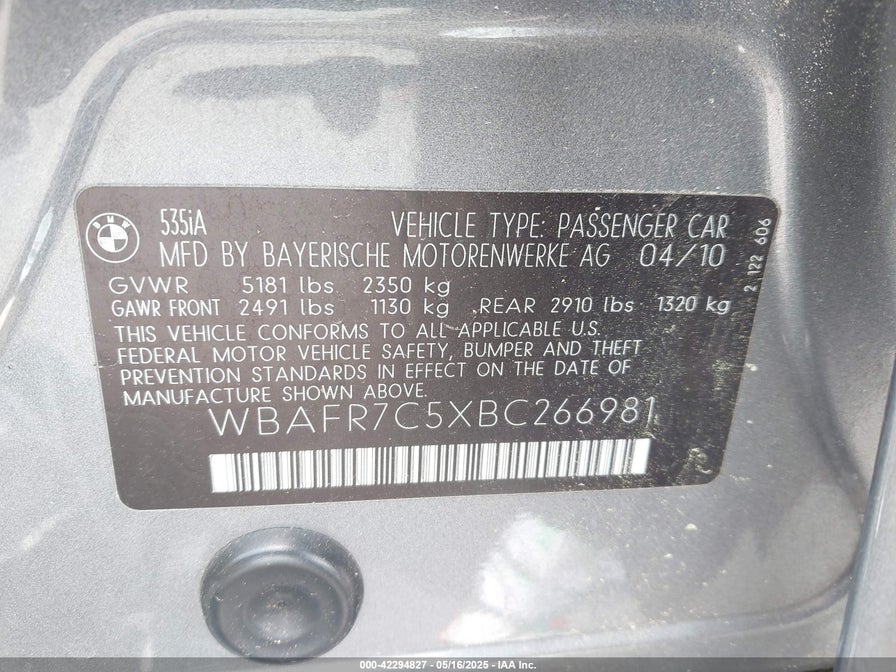 BMW
535iA VEHICLE TYPE: PASSENGER CAR
MFD BY BAYERISCHE MOTORENWERKE AG 04/10
GVWR 5181 lbs 2350 kg
GAWR FRONT 2491 lbs 1130 kg REAR 2910 lbs 1320 kg
THIS VEHICLE CONFORMS TO ALL APPLICABLE U.S.
FEDERAL MOTOR VEHICLE SAFETY, BUMPER AND THEFT
PREVENTION STANDARDS IN EFFECT ON THE DATE OF
MANUFACTURE SHOWN ABOVE.
WBAFR7C5XBC266981
2 122 606
000-42294827 - 05/16/2025 - IAA Inc.